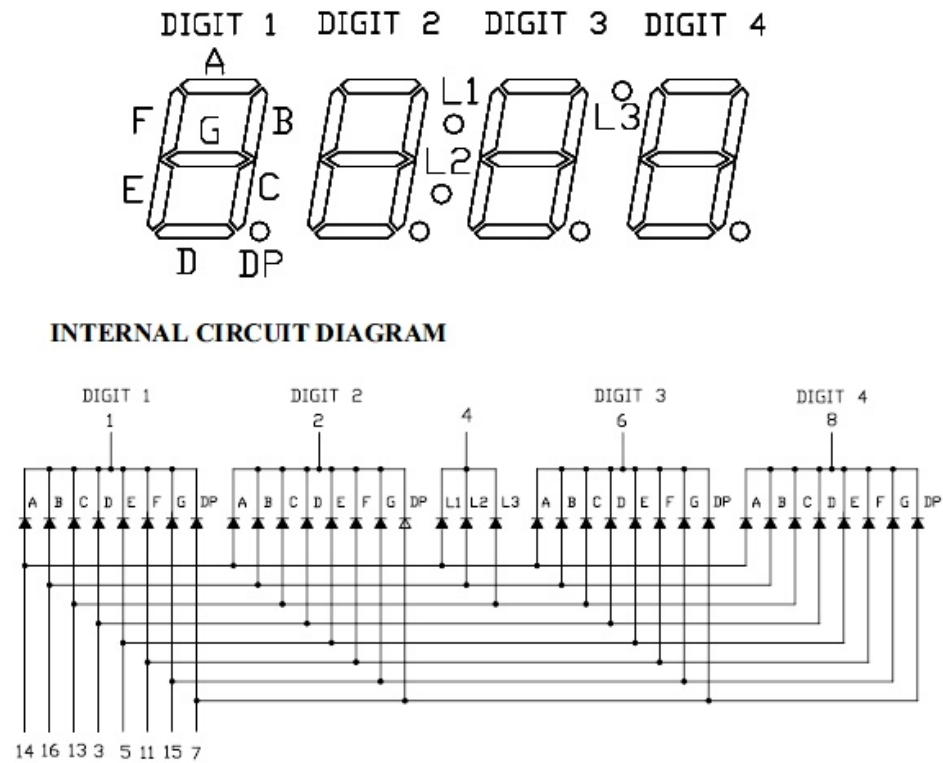 DIGIT 1 DIGIT 2 DIGIT 3 DIGIT 4
A
L1
F G B L3
L2
E C
D DP
INTERNAL CIRCUIT DIAGRAM
DIGIT 1 DIGIT 2 DIGIT 3 DIGIT 4
1 2 4 6 8
A B C D E F G DP A B C D E F G DP L1 L2 L3 A B C D E F G DP A B C D E F G DP
14 16 13 3 5 11 15 7